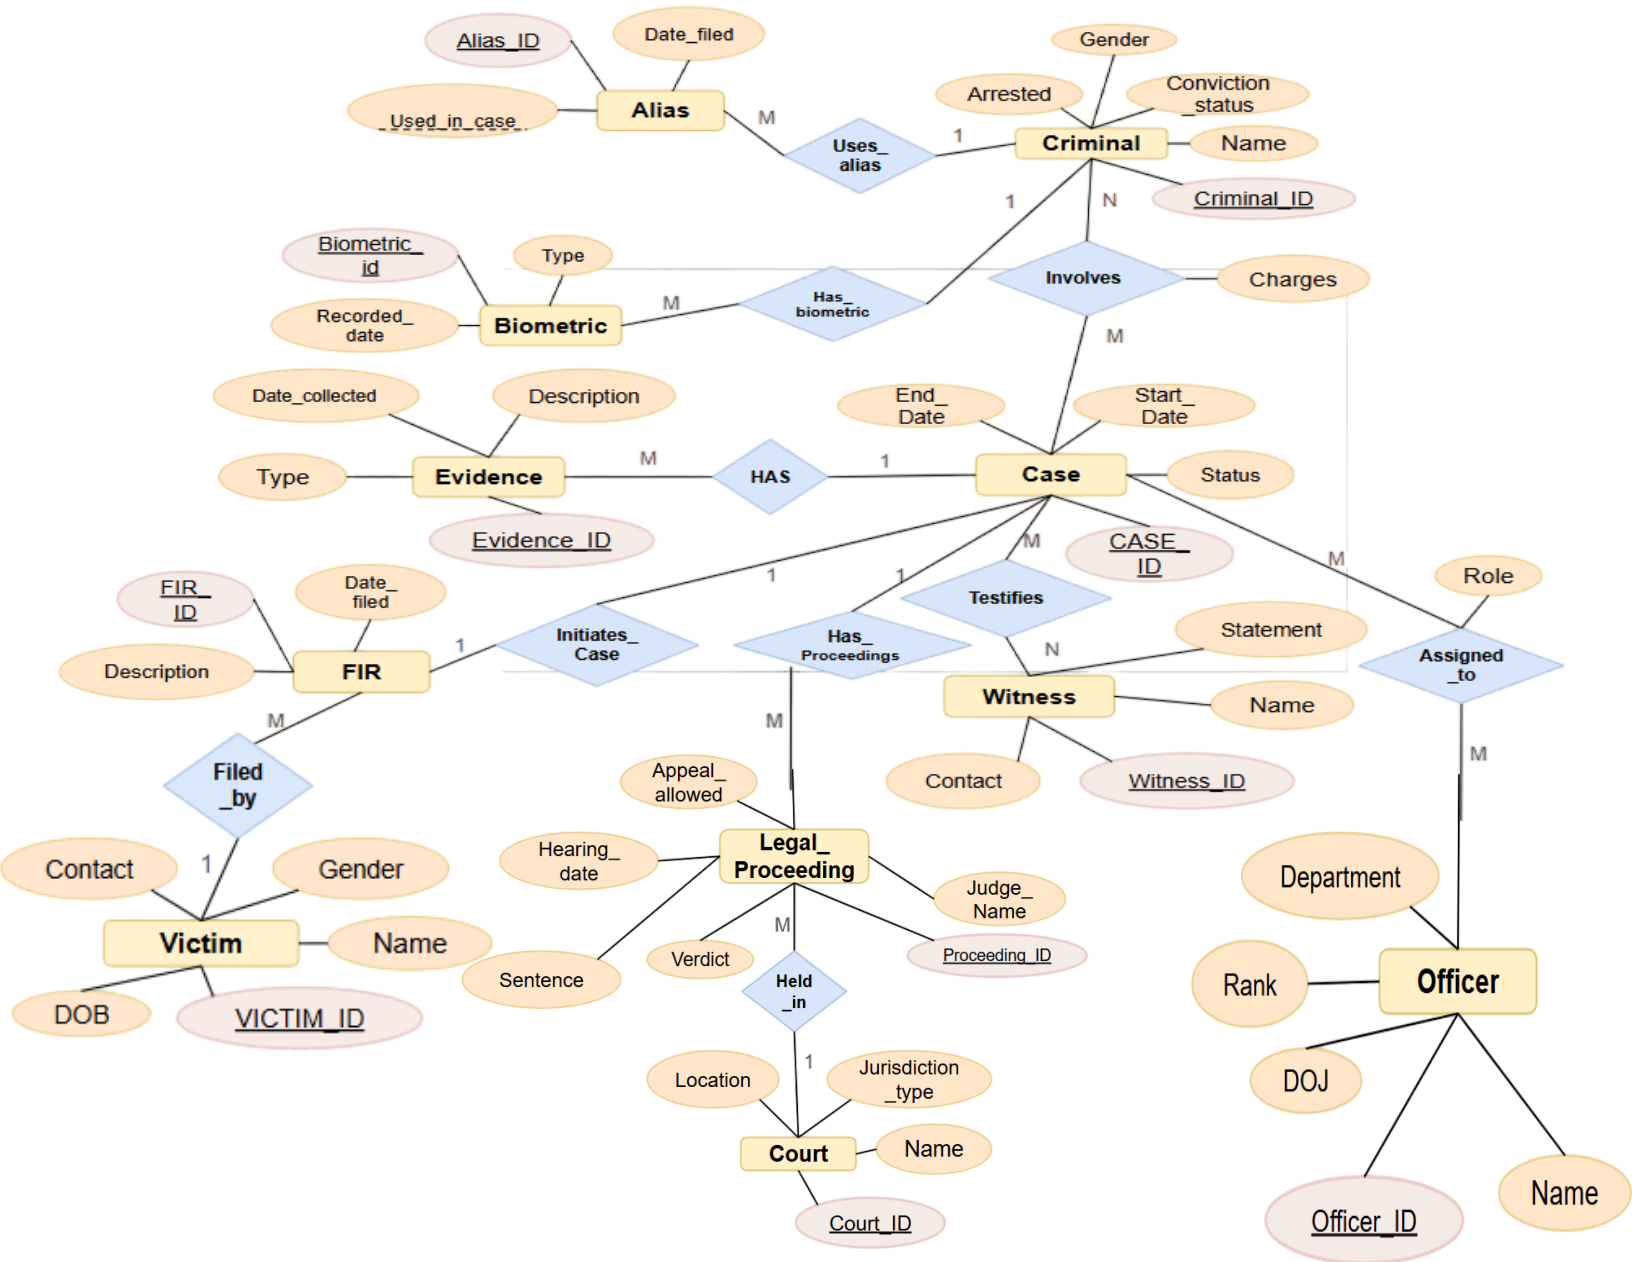 Alias_ID
Date_filed
Gender
Used_in_case
Alias
Arrested
Conviction
_status
M
Uses_
alias
1
Criminal
Name
Criminal_ID
1
N
Biometric_
id
Type
Recorded_
date
Biometric
M
Has_
biometric
Involves
Charges
M
Date_collected
Description
End_
Date
Start_
Date
Type
Evidence
M
HAS
1
Case
Status
Evidence_ID
CASE_
ID
M
1
1
M
FIR_
ID
Date_
filed
Testifies
Role
Description
FIR
1
Initiates_
Case
Has_
Proceedings
N
Statement
Assigned
_to
Witness
Name
M
M
M
Filed
_by
Appeal_
allowed
Contact
Witness_ID
Contact
1
Gender
Hearing_
date
Legal_
Proceeding
Judge_
Name
Department
Victim
Name
M
Sentence
Verdict
Proceeding_ID
Rank
Officer
DOB
VICTIM_ID
Held
_in
1
Location
Jurisdiction
_type
DOJ
Court
Name
Court_ID
Officer_ID
Name